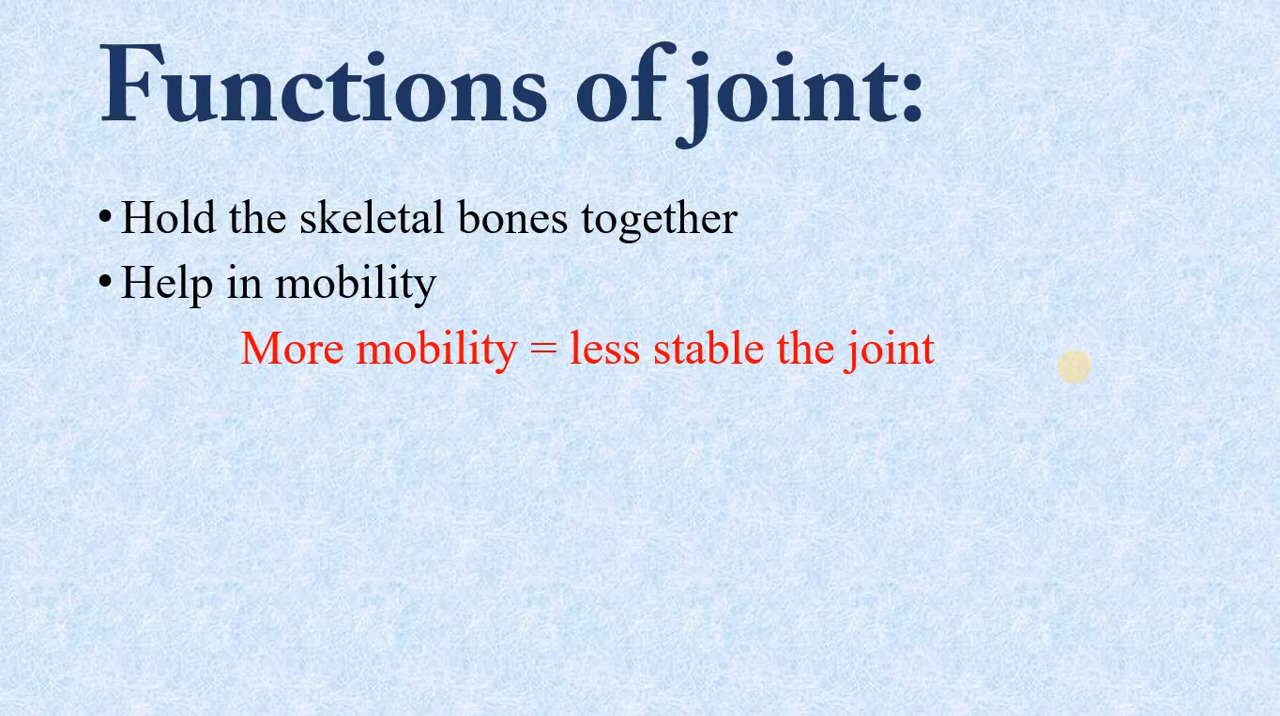 Functions of joint:
• Hold the skeletal bones together
• Help in mobility
More mobility = less stable the joint